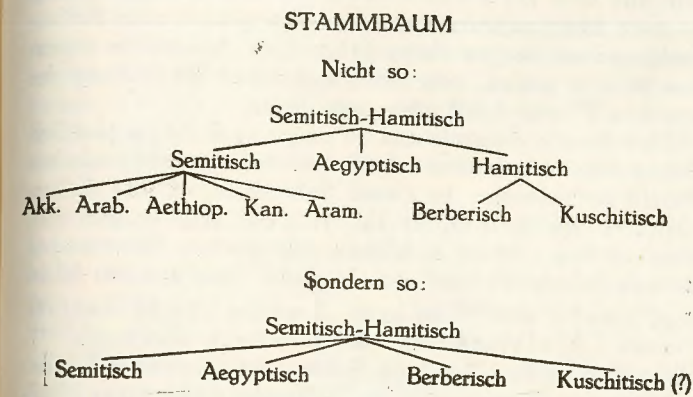 STAMMBAUM
Nicht so:
Semitisch-Hamitisch
Semitisch Aegyptisch Hamitisch
Akk. Arab. Aethiop. Kan. Aram. Berberisch Kuschitisch
Sondern so:
Semitisch-Hamitisch
Semitisch Aegyptisch Berberisch Kuschitisch (?)